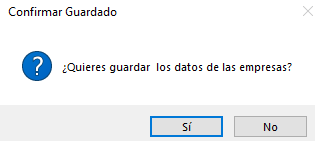 Confirmar Guardado
¿Quieres guardar  los datos de las empresas?
Sí
No